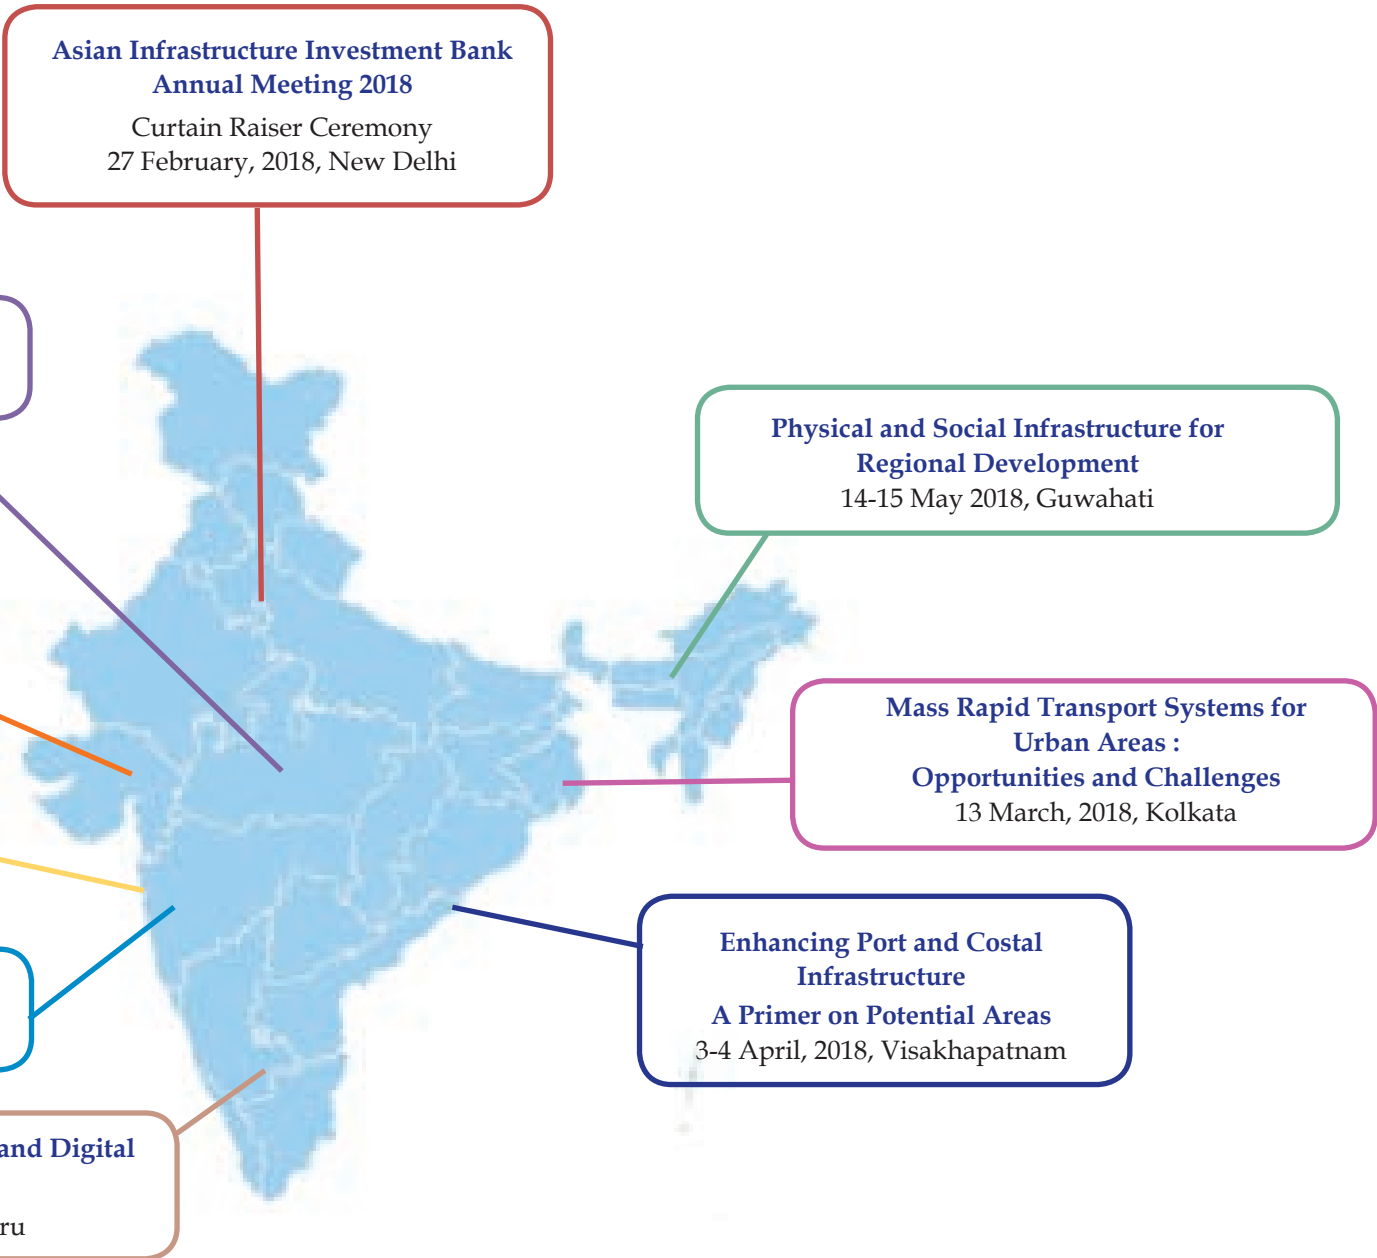 Asian Infrastructure Investment Bank
Annual Meeting 2018
Curtain Raiser Ceremony
27 February, 2018, New Delhi
Physical and Social Infrastructure for
Regional Development
14-15 May 2018, Guwahati
Mass Rapid Transport Systems for
Urban Areas :
Opportunities and Challenges
13 March, 2018, Kolkata
Enhancing Port and Costal
Infrastructure
A Primer on Potential Areas
3-4 April, 2018, Visakhapatnam
and Digital
ru